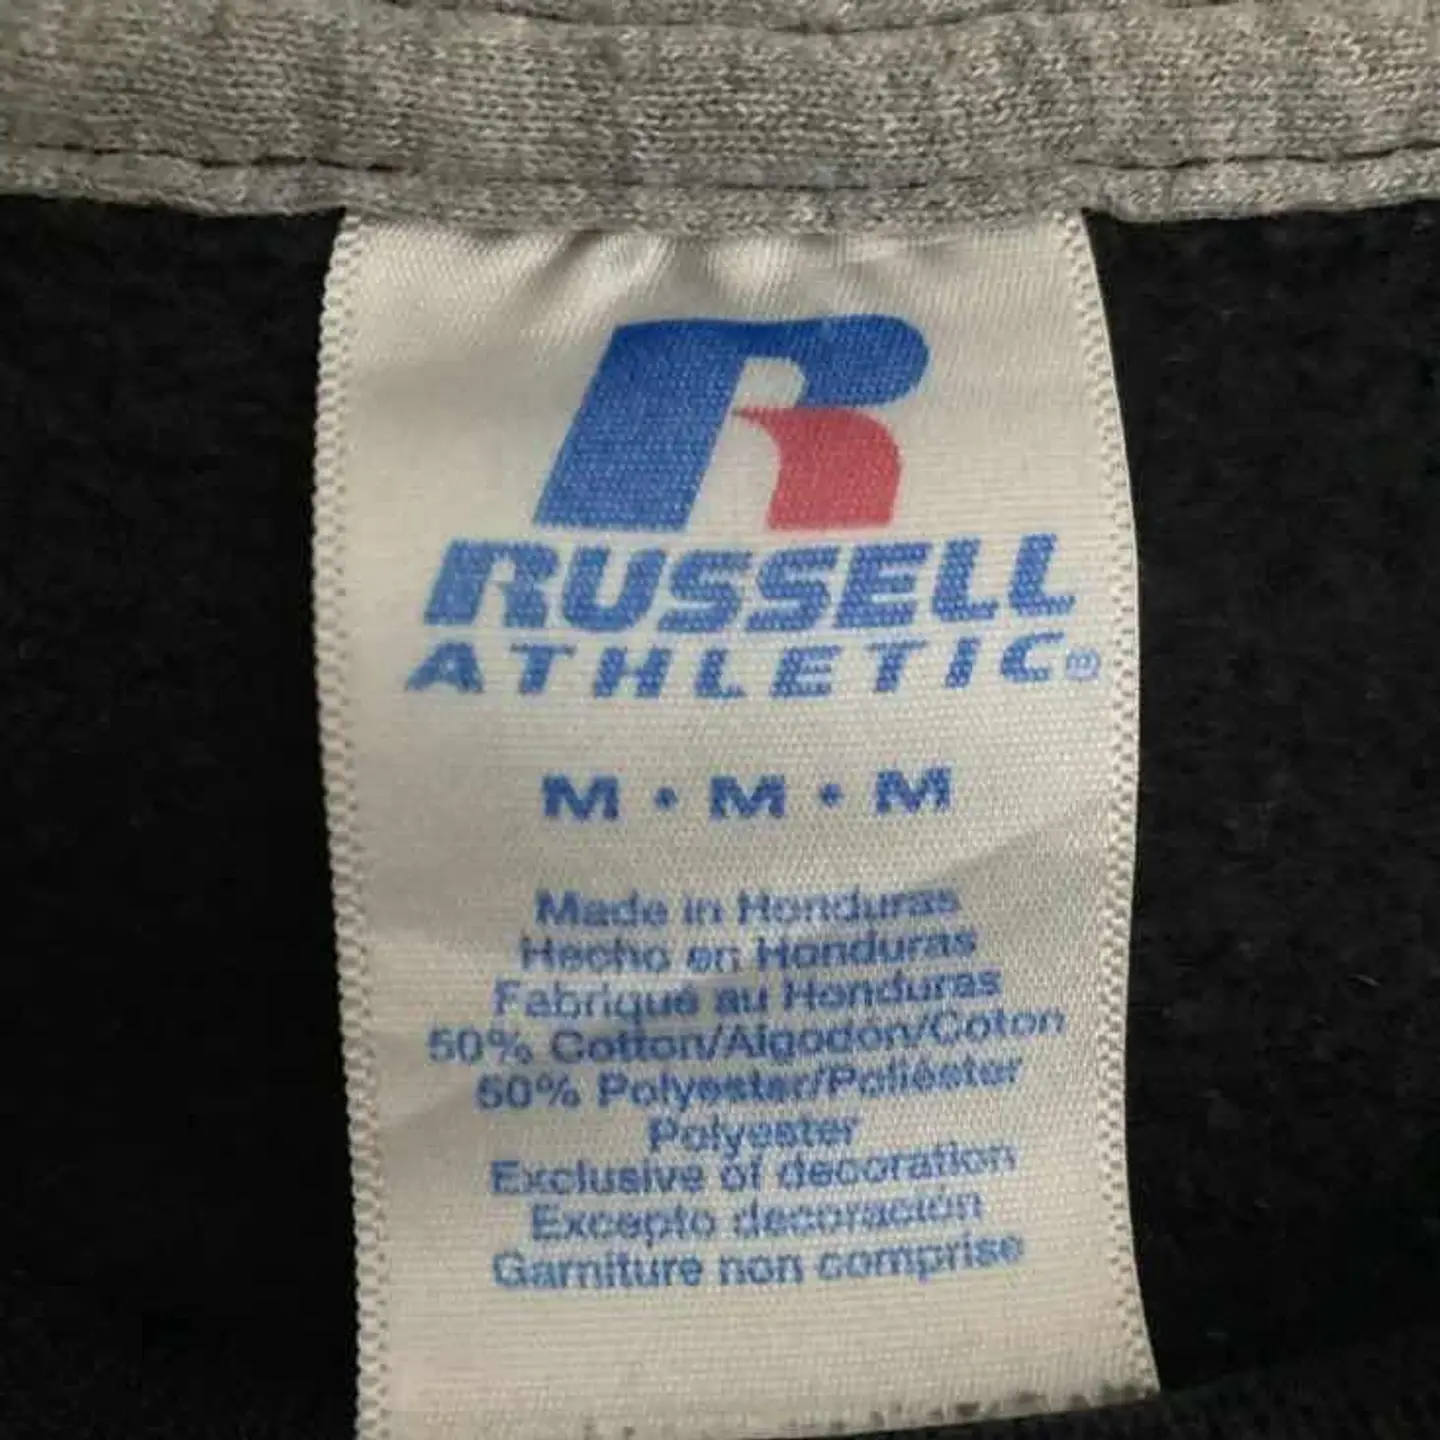 R
RUSSELL
ATHLETIC®
M • M • M
Made in Honduras
Hecho en Honduras
Fabriqué au Honduras
50% Cotton/Algodón/Coton
50% Polyester/Poliéster
Polyester
Exclusive of decoration
Excepto decoración
Garniture non comprise